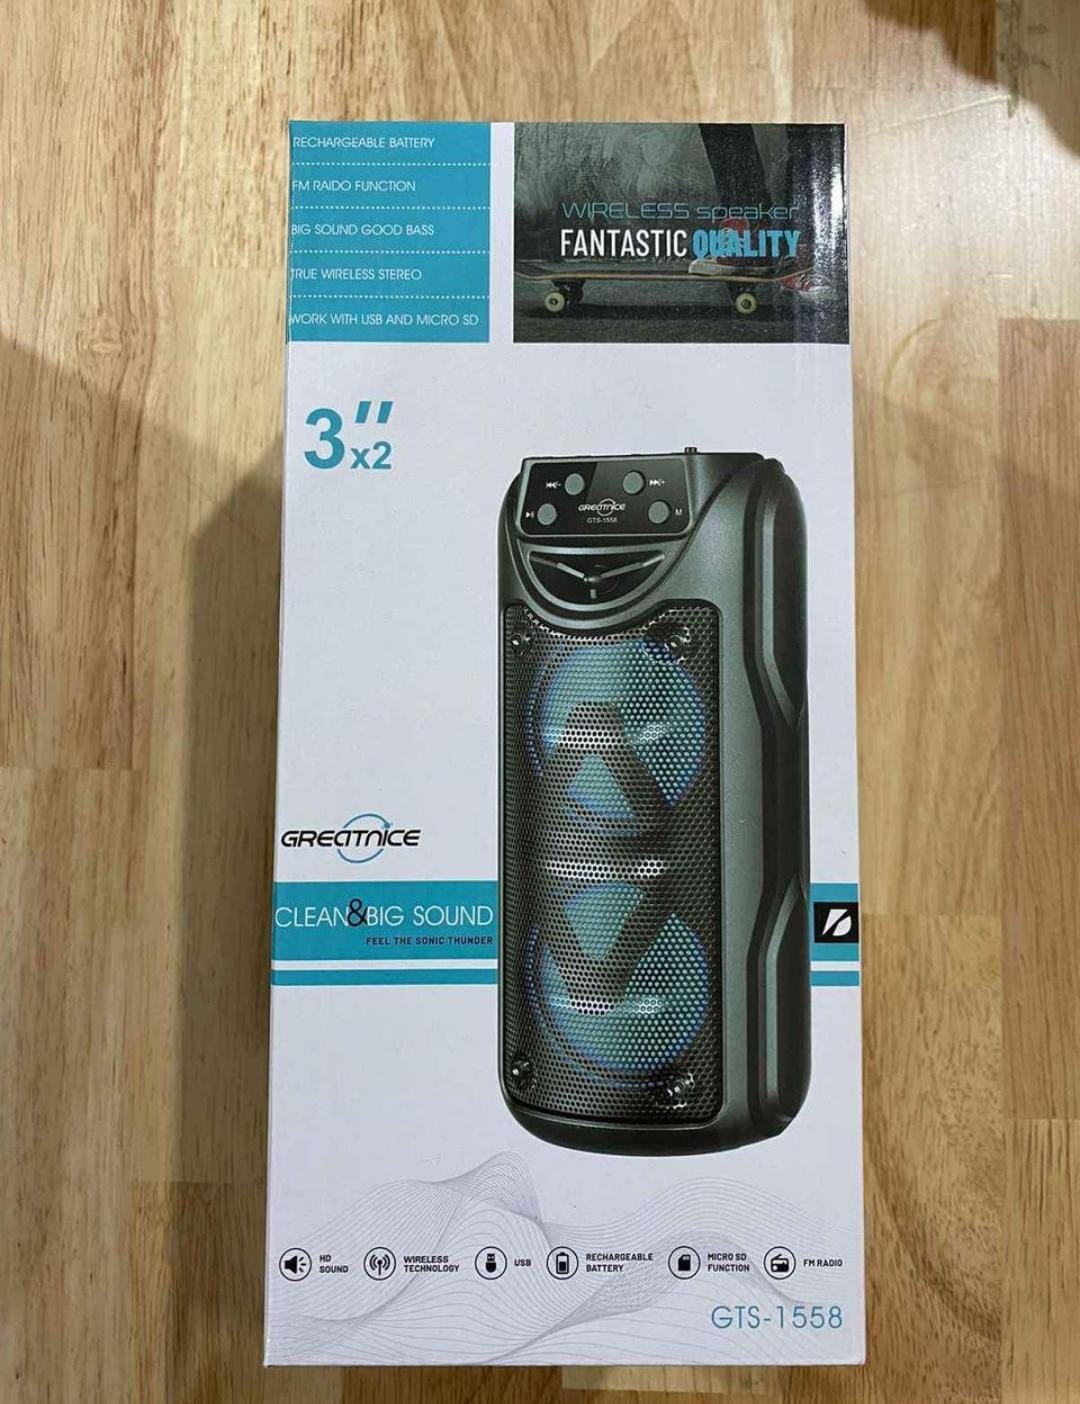 RECHARGEABLE BATTERY
FM RAIDO FUNCTION
BIG SOUND GOOD BASS
TRUE WIRELESS STEREO
WORK WITH USB AND MICRO SD
WIRELESS speaker
FANTASTIC QUALITY
3"x2
GREATNICE
GTS-1558
M
GREATNICE
CLEAN&BIG SOUND
FEEL THE SONIC THUNDER
HD
SOUND
WIRELESS
TECHNOLOGY
USB
RECHARGEABLE
BATTERY
MICRO SD
FUNCTION
FM RADIO
GTS-1558